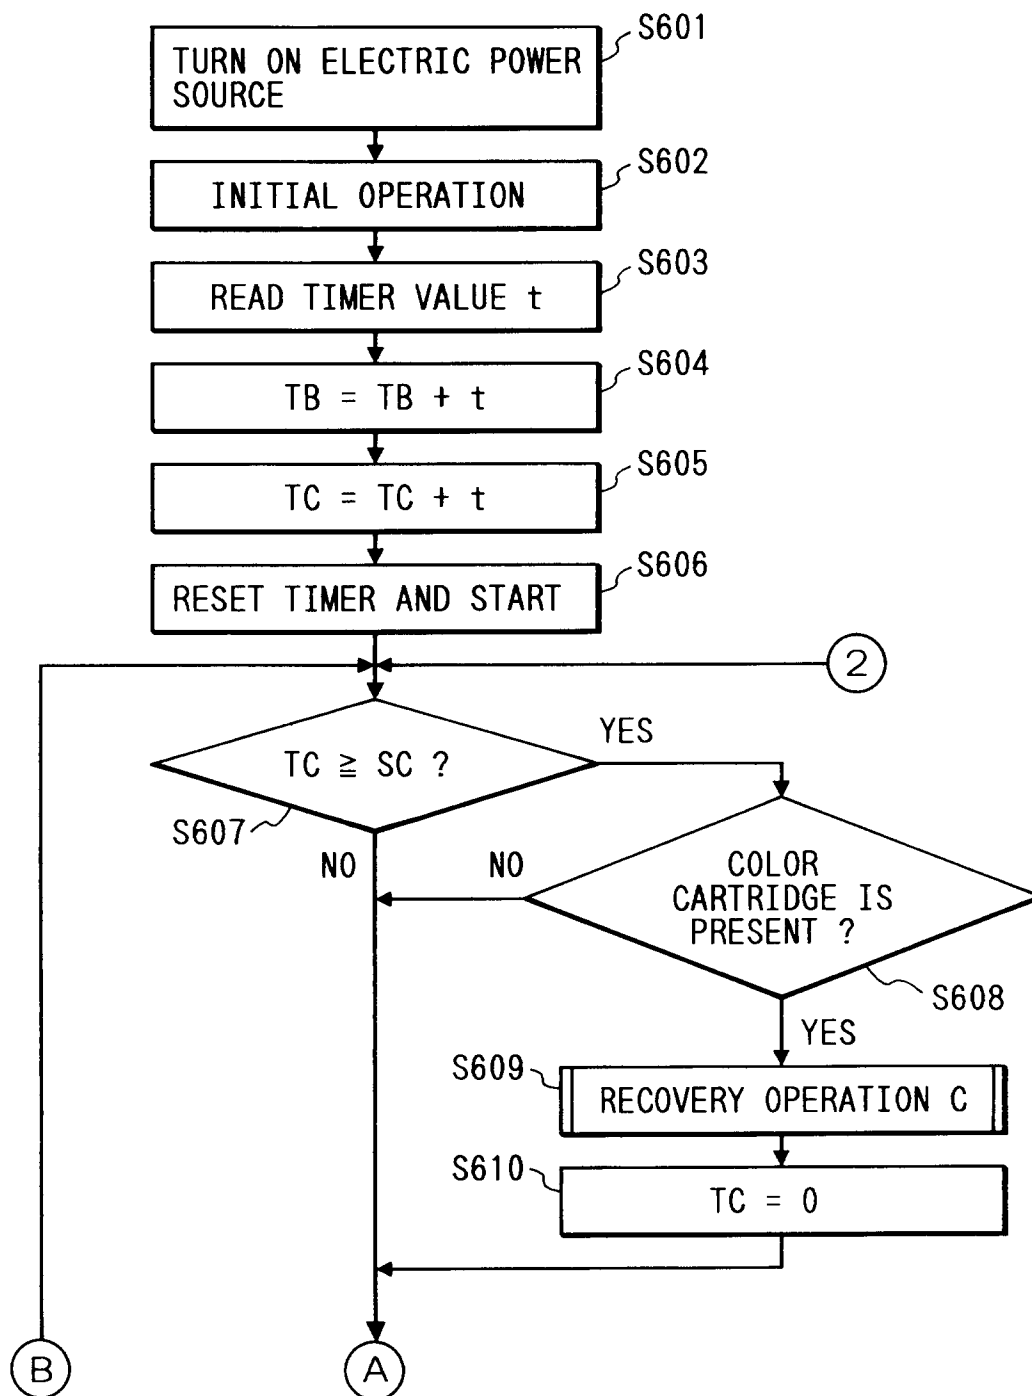 S601
TURN ON ELECTRIC POWER
SOURCE
S602
INITIAL OPERATION
S603
READ TIMER VALUE t
S604
TB = TB + t
S605
TC = TC + t
S606
RESET TIMER AND START
2
TC ≧ SC ?
YES
S607
NO
NO
COLOR
CARTRIDGE IS
PRESENT ?
S608
YES
S609
RECOVERY OPERATION C
S610
TC = 0
B
A